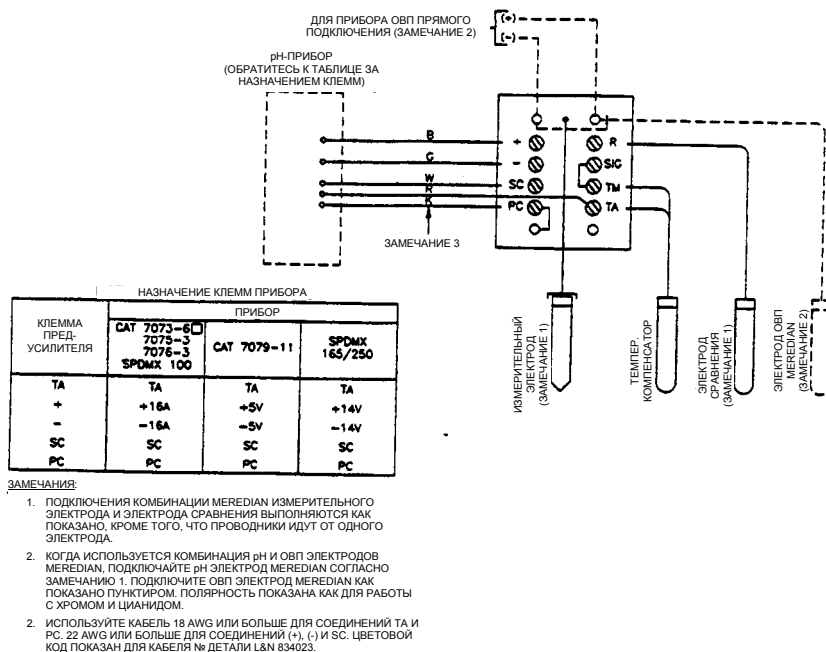 ДЛЯ ПРИБОРА ОВП ПРЯМОГО
ПОДКЛЮЧЕНИЯ (ЗАМЕЧАНИЕ 2)
(+)
(-)
pH-ПРИБОР
(ОБРАТИТЕСЬ К ТАБЛИЦЕ ЗА
НАЗНАЧЕНИЕМ КЛЕММ)
B
G
W
R
K
+
-
SC
PC
R
SIG
TM
TA
ЗАМЕЧАНИЕ 3
ИЗМЕРИТЕЛЬНЫЙ
ЭЛЕКТРОД
(ЗАМЕЧАНИЕ 1)
ТЕМПЕР.
КОМПЕНСАТОР
ЭЛЕКТРОД
СРАВНЕНИЯ
(ЗАМЕЧАНИЕ 1)
ЭЛЕКТРОД ОВП
MEREDIAN
(ЗАМЕЧАНИЕ 2)
НАЗНАЧЕНИЕ КЛЕММ ПРИБОРА
КЛЕММА
ПРЕД-
УСИЛИТЕЛЯ
ПРИБОР
CAT 7073-6
7075-3
7076-3
SPDMX 100
CAT 7079-11
SPDMX
165/250
TA TA TA TA
+ +16A +5V +14V
- -16A -5V -14V
SC SC SC SC
PC PC PC PC
ЗАМЕЧАНИЯ:
1. ПОДКЛЮЧЕНИЯ КОМБИНАЦИИ MEREDIAN ИЗМЕРИТЕЛЬНОГО
ЭЛЕКТРОДА И ЭЛЕКТРОДА СРАВНЕНИЯ ВЫПОЛНЯЮТСЯ КАК
ПОКАЗАНО, КРОМЕ ТОГО, ЧТО ПРОВОДНИКИ ИДУТ ОТ ОДНОГО
ЭЛЕКТРОДА.
2. КОГДА ИСПОЛЬЗУЕТСЯ КОМБИНАЦИЯ pH И ОВП ЭЛЕКТРОДОВ
MEREDIAN, ПОДКЛЮЧАЙТЕ pH ЭЛЕКТРОД MEREDIAN СОГЛАСНО
ЗАМЕЧАНИЮ 1. ПОДКЛЮЧИТЕ ОВП ЭЛЕКТРОД MEREDIAN КАК
ПОКАЗАНО ПУНКТИРОМ. ПОЛЯРНОСТЬ ПОКАЗАНА КАК ДЛЯ РАБОТЫ
С ХРОМОМ И ЦИАНИДОМ.
2. ИСПОЛЬЗУЙТЕ КАБЕЛЬ 18 AWG ИЛИ БОЛЬШЕ ДЛЯ СОЕДИНЕНИЙ TA И
PC. 22 AWG ИЛИ БОЛЬШЕ ДЛЯ СОЕДИНЕНИЙ (+), (-) И SC. ЦВЕТОВОЙ
КОД ПОКАЗАН ДЛЯ КАБЕЛЯ № ДЕТАЛИ L&N 834023.